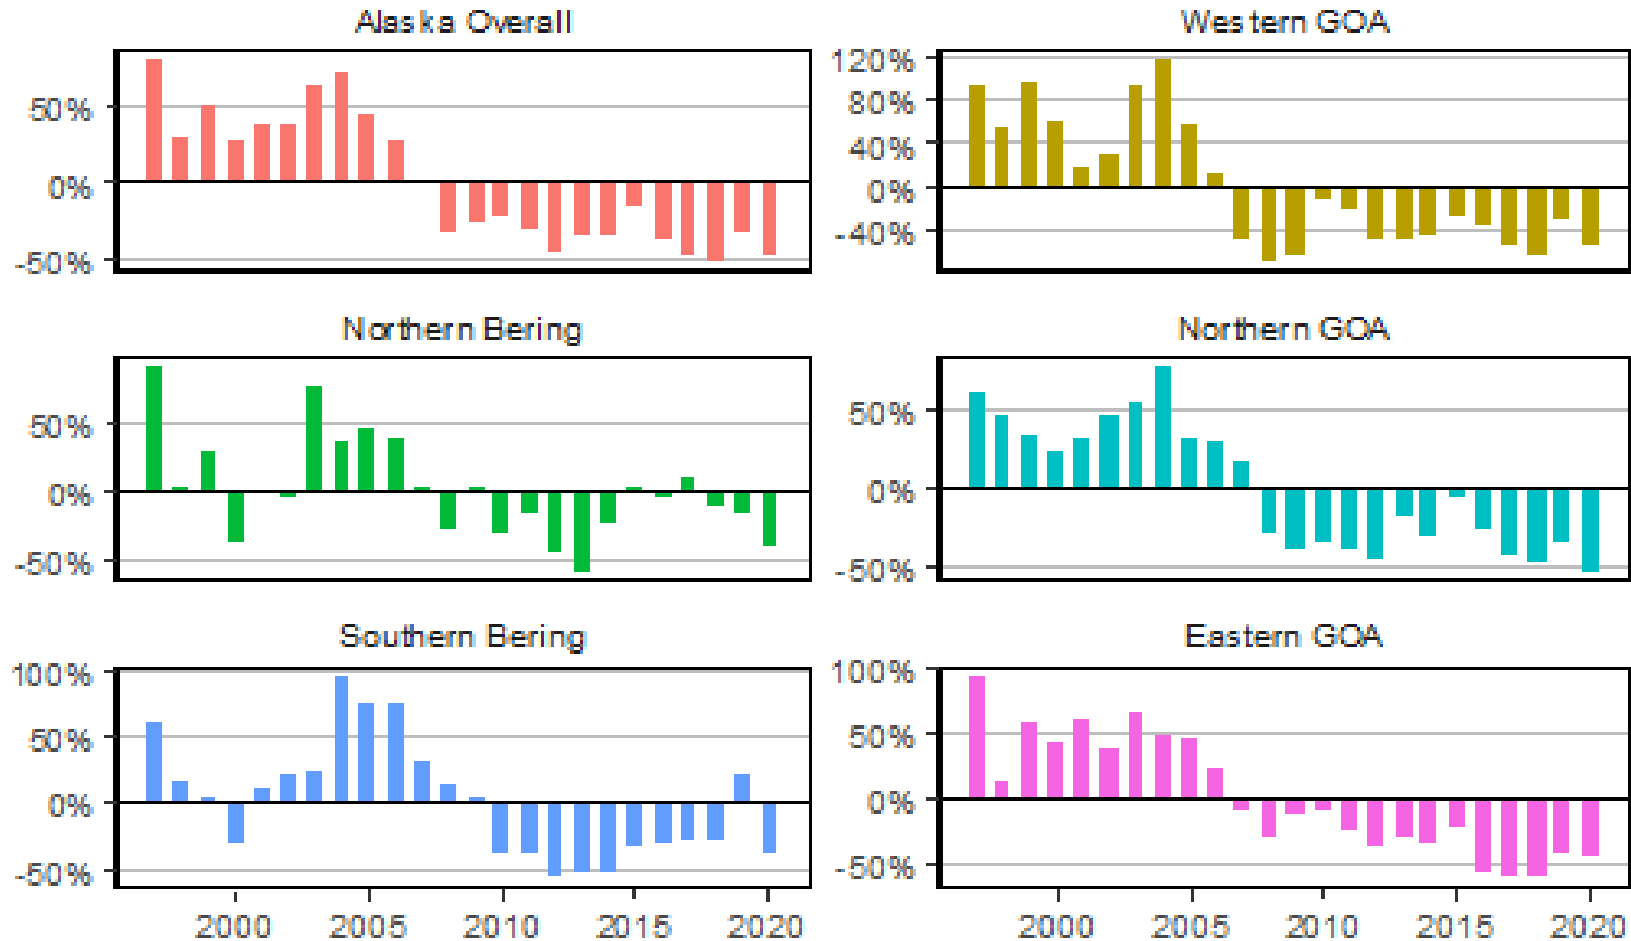 Alaska Overall
50%
0%
-50%
Western GOA
120%
80%
40%
0%
-40%
Northern Bering
50%
0%
-50%
Northern GOA
50%
0%
-50%
Southern Bering
100%
50%
0%
-50%
2000 2005 2010 2015 2020
Eastern GOA
100%
50%
0%
-50%
2000 2005 2010 2015 2020